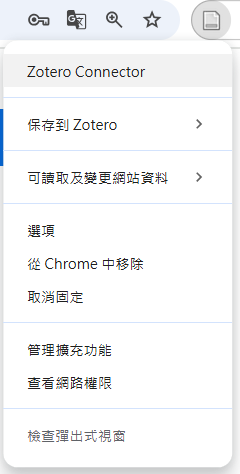 Zotero Connector
保存到 Zotero
可讀取及變更網站資料
選項
從 Chrome 中移除
取消固定
管理擴充功能
查看網路權限
檢查彈出式視窗